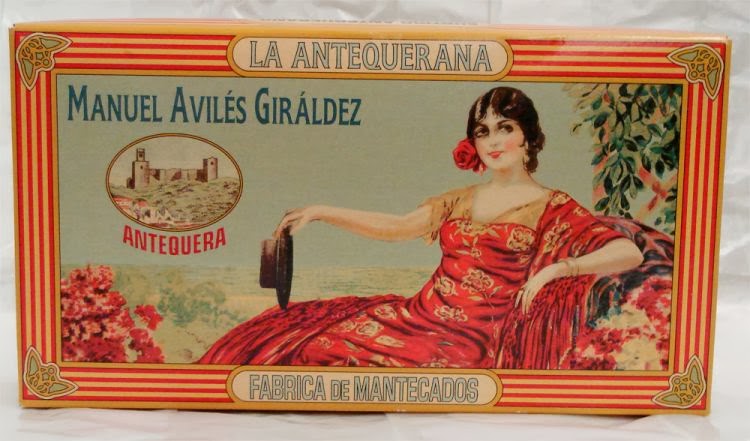 LA ANTEQUERANA
MANUEL AVILÉS GIRÁLDEZ
ANTEQUERA
FABRICA DE MANTECADOS